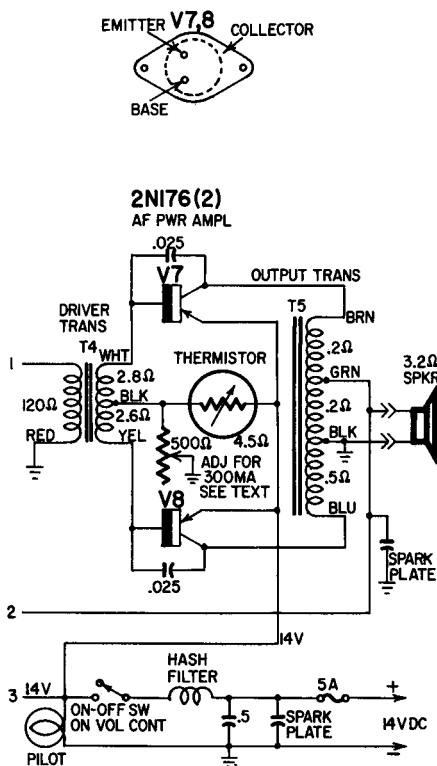 V7,8
EMITTER
COLLECTOR
BASE
2N176(2)
AF PWR AMPL
.025
V7
OUTPUT TRANS
DRIVER
TRANS
T4
T5
BRN
1
WHT
THERMISTOR
.2Ω
3.2Ω
SPKR
2.8Ω
GRN
120Ω
BLK
.2Ω
2.6Ω
RED
YEL
500Ω
4.5Ω
BLK
ADJ FOR
300MA
SEE TEXT
.5Ω
V8
BLU
.025
SPARK
PLATE
2
14V
HASH
FILTER
3
14V
5A
+
ON-OFF SW
ON VOL CONT
.5
SPARK
PLATE
14V DC
PILOT
–